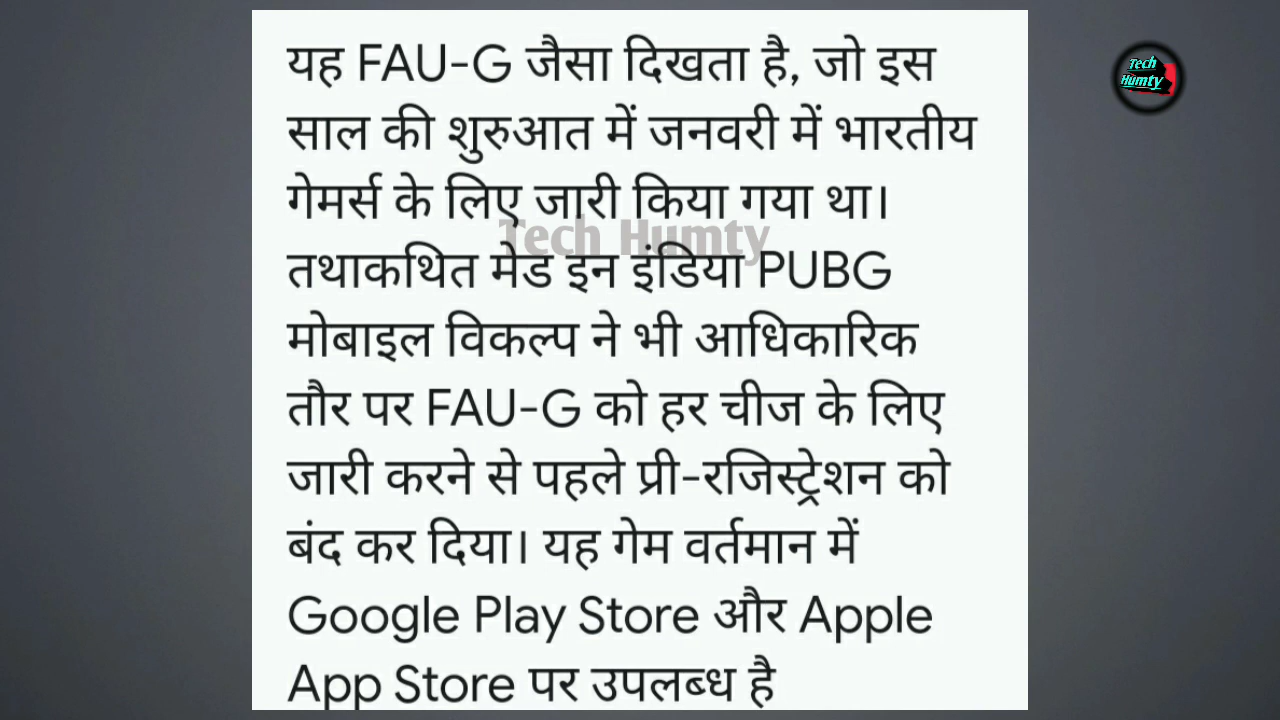 यह FAU-G जैसा दिखता है, जो इस
साल की शुरुआत में जनवरी में भारतीय
गेमर्स के लिए जारी किया गया था।
Tech Humty
तथाकथित मेड इन इंडिया PUBG
मोबाइल विकल्प ने भी आधिकारिक
तौर पर FAU-G को हर चीज के लिए
जारी करने से पहले प्री-रजिस्ट्रेशन को
बंद कर दिया। यह गेम वर्तमान में
Google Play Store और Apple
App Store पर उपलब्ध है
Tech
Humty